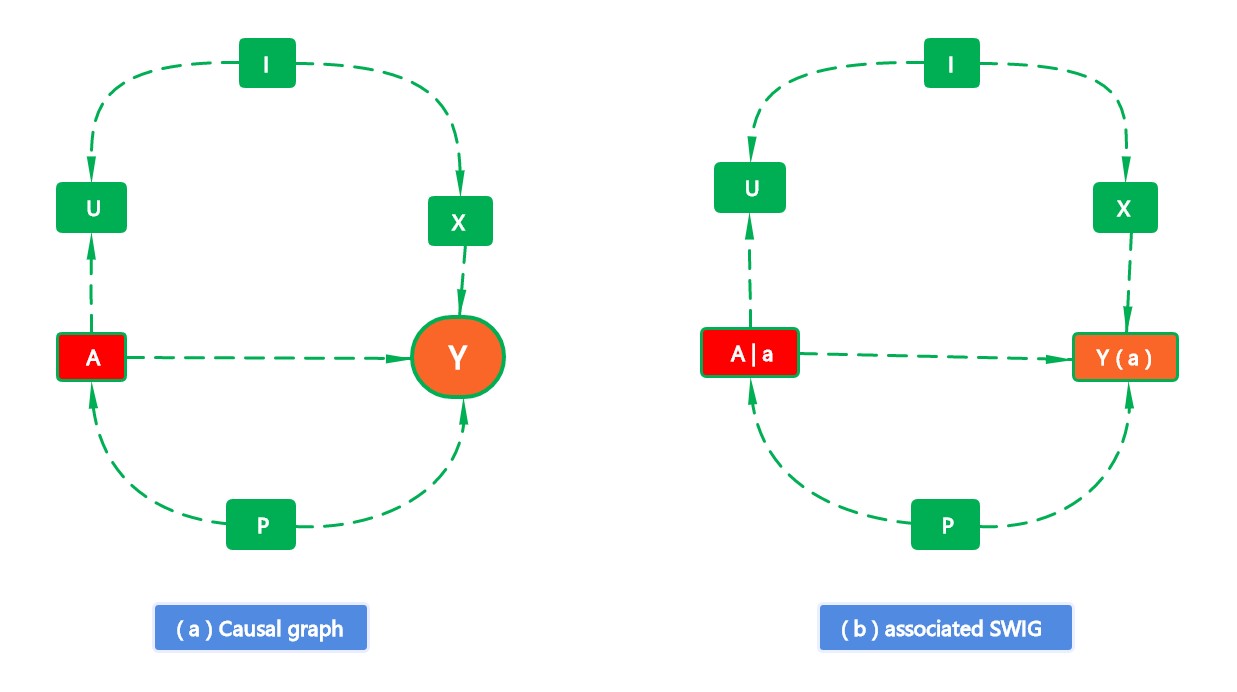 I
I
U
U
X
X
A
Y
A | a
Y ( a )
P
P
( a ) Causal graph
( b ) associated SWIG